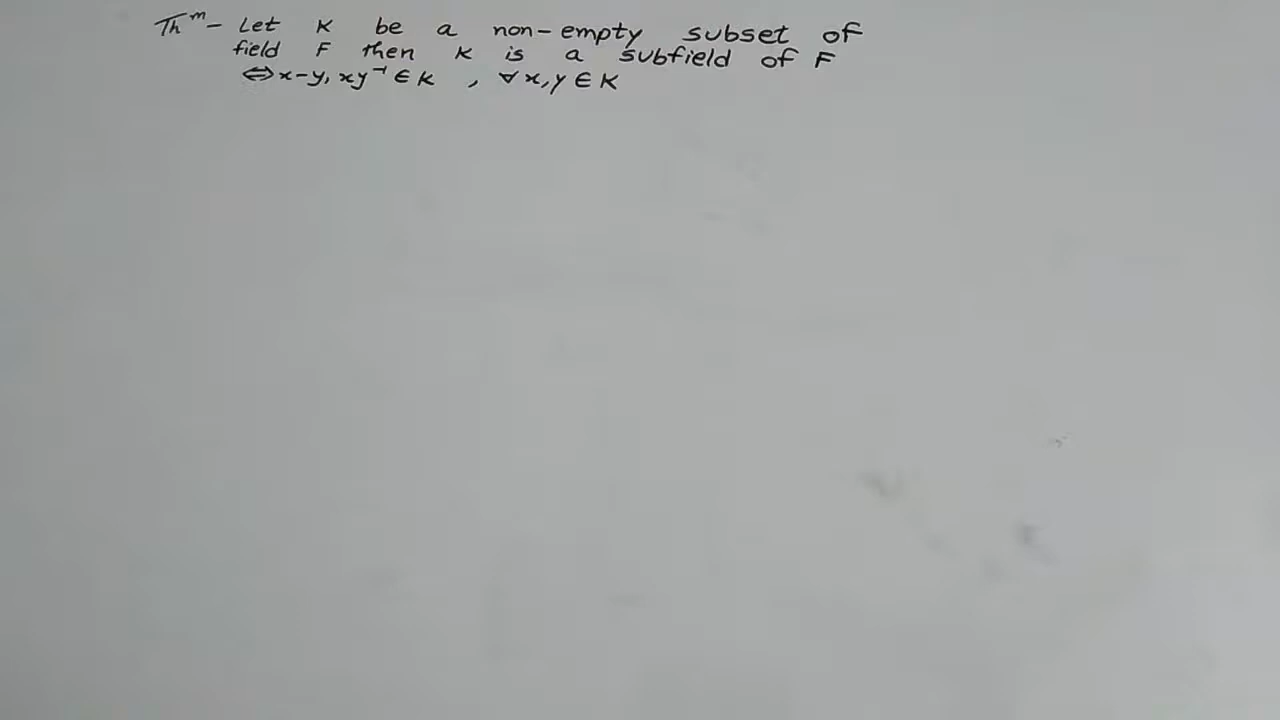 Thᵐ- Let K be a non-empty subset of
field F then K is a subfield of F
⇔ x-y, xy⁻¹ ∈ K , ∀ x,y ∈ K